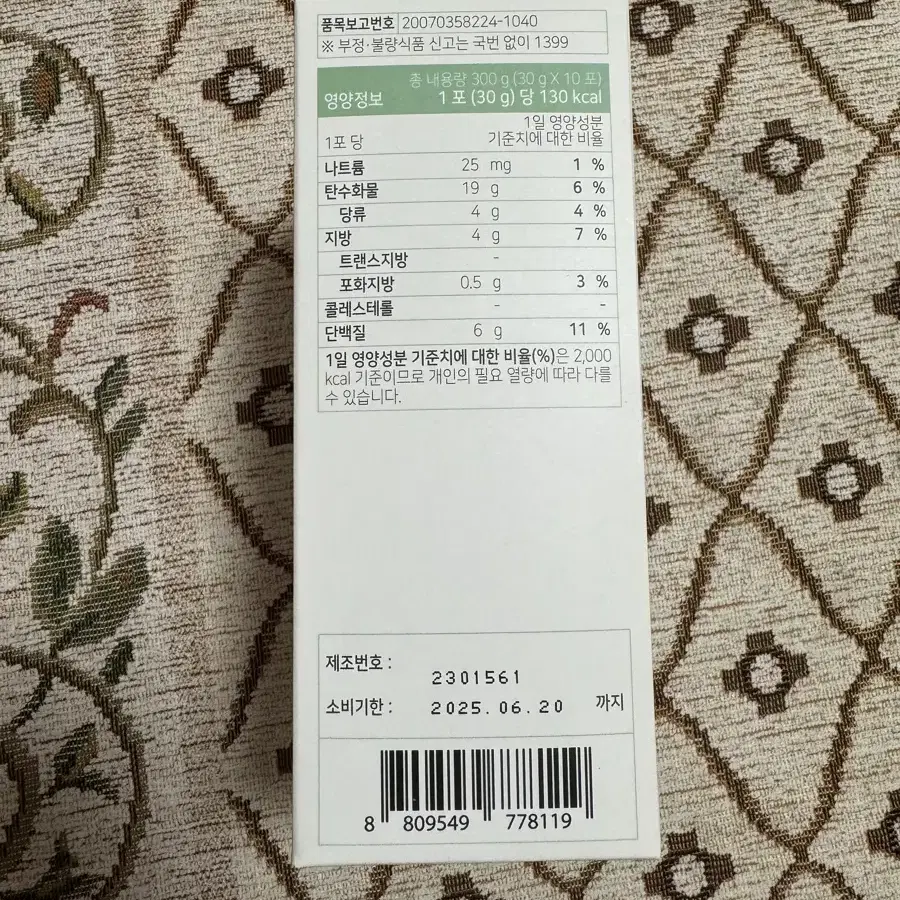 품목보고번호 20070358224-1040
※ 부정·불량식품 신고는 국번 없이 1399
총 내용량 300 g (30 g X 10 포)
영양정보 1 포 (30 g) 당 130 kcal
1포 당 1일 영양성분 기준치에 대한 비율
나트륨 25 mg 1 %
탄수화물 19 g 6 %
당류 4 g 4 %
지방 4 g 7 %
트랜스지방 -
포화지방 0.5 g 3 %
콜레스테롤 - -
단백질 6 g 11 %
1일 영양성분 기준치에 대한 비율(%)은 2,000
kcal 기준이므로 개인의 필요 열량에 따라 다를
수 있습니다.
제조번호 : 2301561
소비기한 : 2025.06.20 까지
8 809549 778119